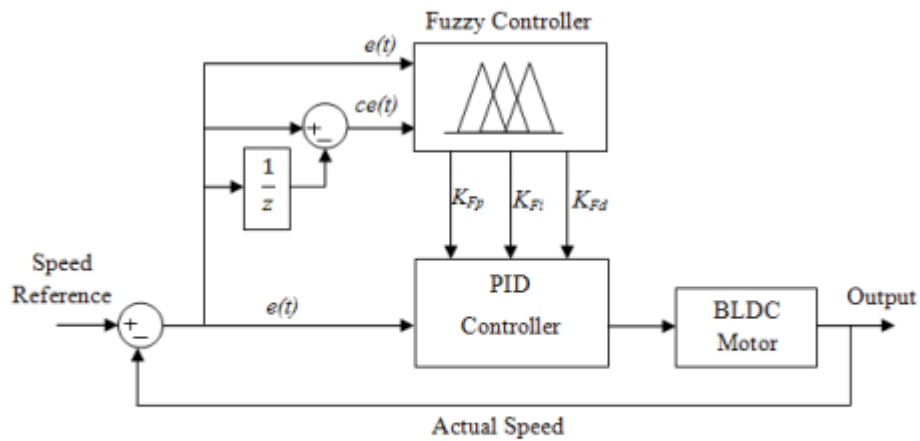 Fuzzy Controller
e(t)
ce(t)
+
−
1
z
K_Fp
K_Fi
K_Fd
Speed
Reference
+
−
e(t)
PID
Controller
BLDC
Motor
Output
Actual Speed